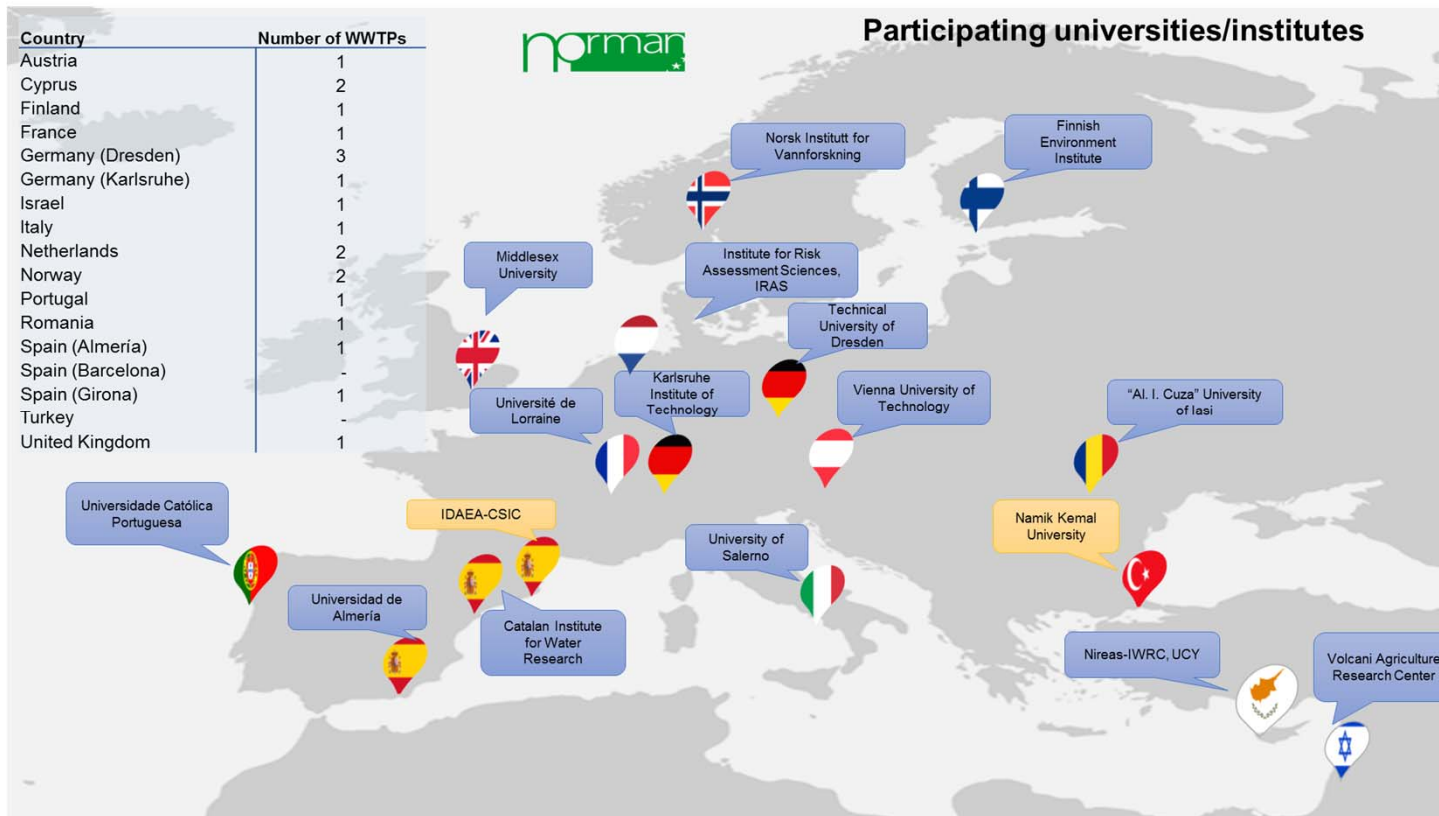 Participating universities/institutes
norman
Country Number of WWTPs
Austria 1
Cyprus 2
Finland 1
France 1
Germany (Dresden) 3
Germany (Karlsruhe) 1
Israel 1
Italy 1
Netherlands 2
Norway 2
Portugal 1
Romania 1
Spain (Almería) 1
Spain (Barcelona) -
Spain (Girona) 1
Turkey -
United Kingdom 1
Norsk Institutt for
Vannforskning
Finnish
Environment
Institute
Middlesex
University
Institute for Risk
Assessment Sciences,
IRAS
Technical
University of
Dresden
Karlsruhe
Institute of
Technology
Université de
Lorraine
Vienna University of
Technology
"Al. I. Cuza" University
of Iasi
Universidade Católica
Portuguesa
IDAEA-CSIC
University of
Salerno
Namik Kemal
University
Universidad de
Almería
Catalan Institute
for Water
Research
Nireas-IWRC, UCY
Volcani Agriculture
Research Center